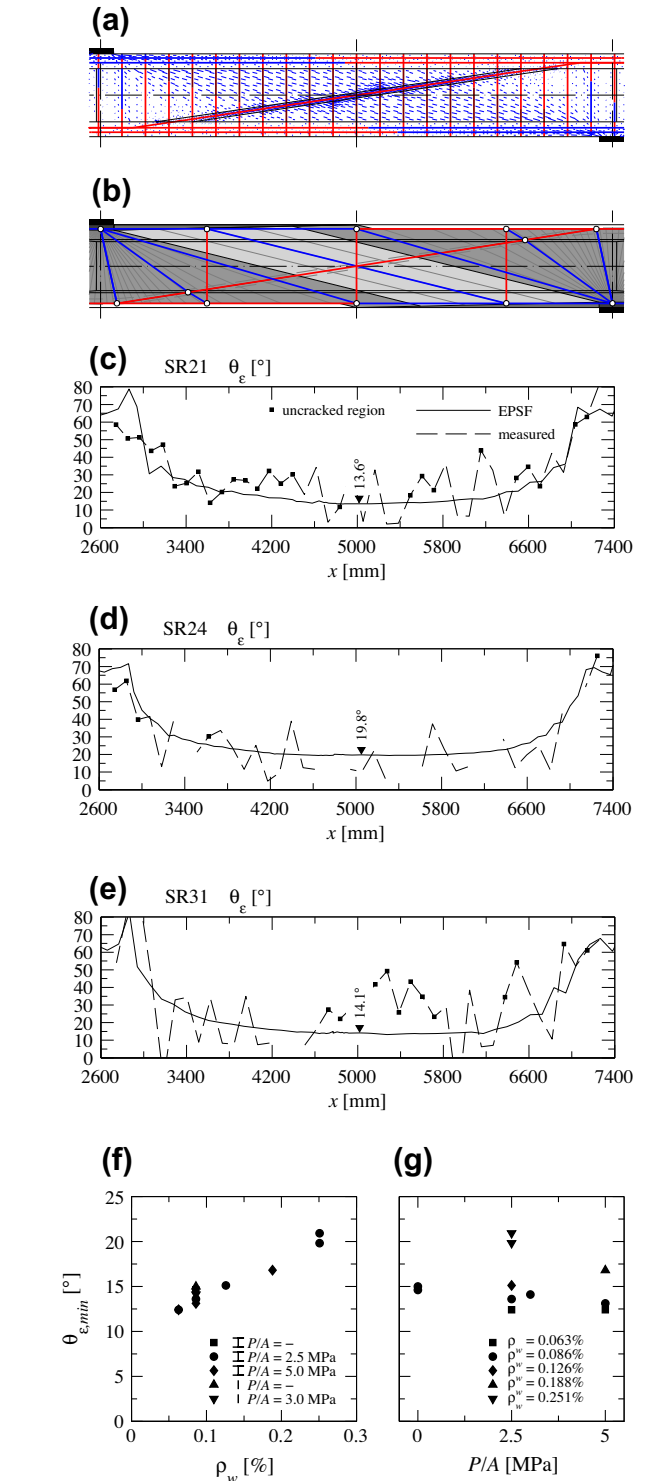 (a)
(b)
(c)
SR21 θε [°]
80
70
60
50
40
30
20
10
0
uncracked region
EPSF
measured
13.6°
2600 3400 4200 5000 5800 6600 7400
x [mm]
(d)
SR24 θε [°]
80
70
60
50
40
30
20
10
0
19.8°
2600 3400 4200 5000 5800 6600 7400
x [mm]
(e)
SR31 θε [°]
80
70
60
50
40
30
20
10
0
14.1°
2600 3400 4200 5000 5800 6600 7400
x [mm]
(f)
25
20
15
10
5
0
θε,min [°]
P/A = −
P/A = 2.5 MPa
P/A = 5.0 MPa
P/A = −
P/A = 3.0 MPa
0 0.1 0.2 0.3
ρw [%]
(g)
ρw = 0.063%
ρw = 0.086%
ρw = 0.126%
ρw = 0.188%
ρw = 0.251%
0 2.5 5
P/A [MPa]